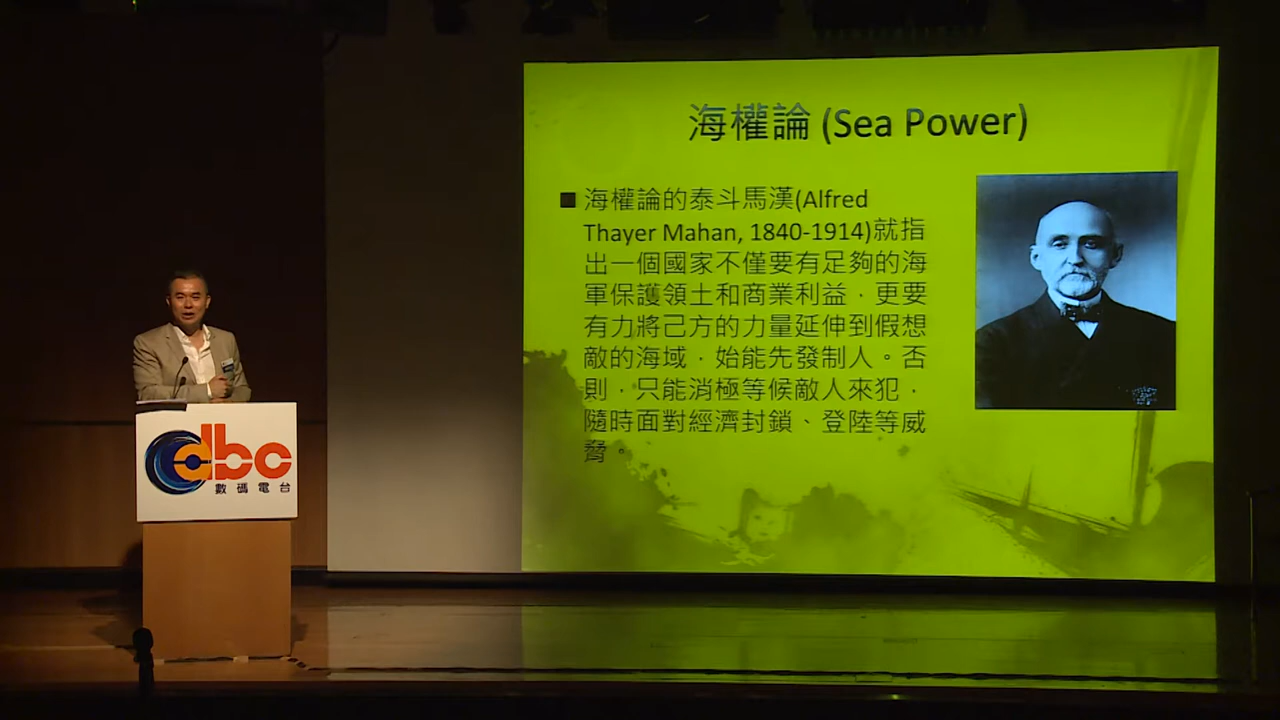 海權論 (Sea Power)
■ 海權論的泰斗馬漢(Alfred
Thayer Mahan, 1840-1914)就指
出一個國家不僅要有足夠的海
軍保護領土和商業利益，更要
有力將己方的力量延伸到假想
敵的海域，始能先發制人。否
則，只能消極等候敵人來犯，
隨時面對經濟封鎖、登陸等威
脅。
dbc
數碼電台